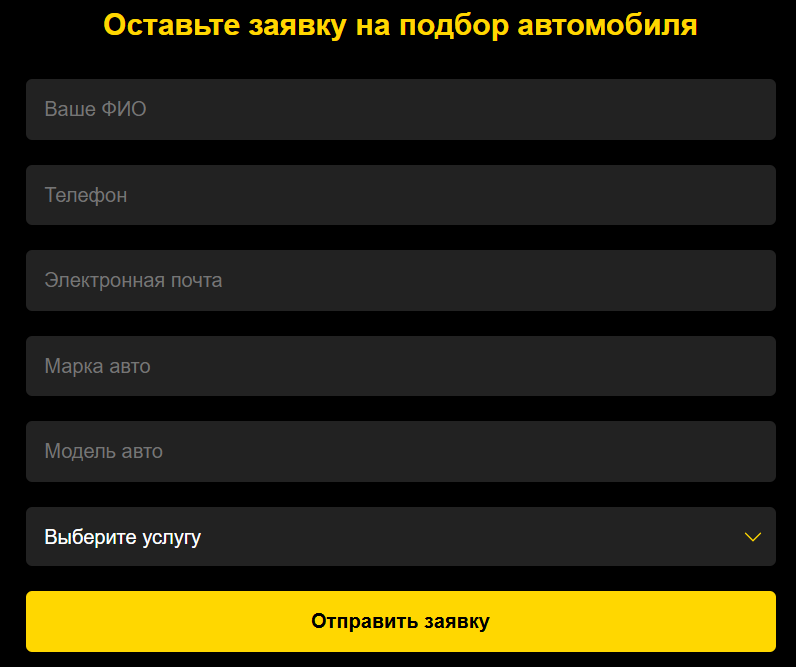 Оставьте заявку на подбор автомобиля
Ваше ФИО
Телефон
Электронная почта
Марка авто
Модель авто
Выберите услугу
Отправить заявку